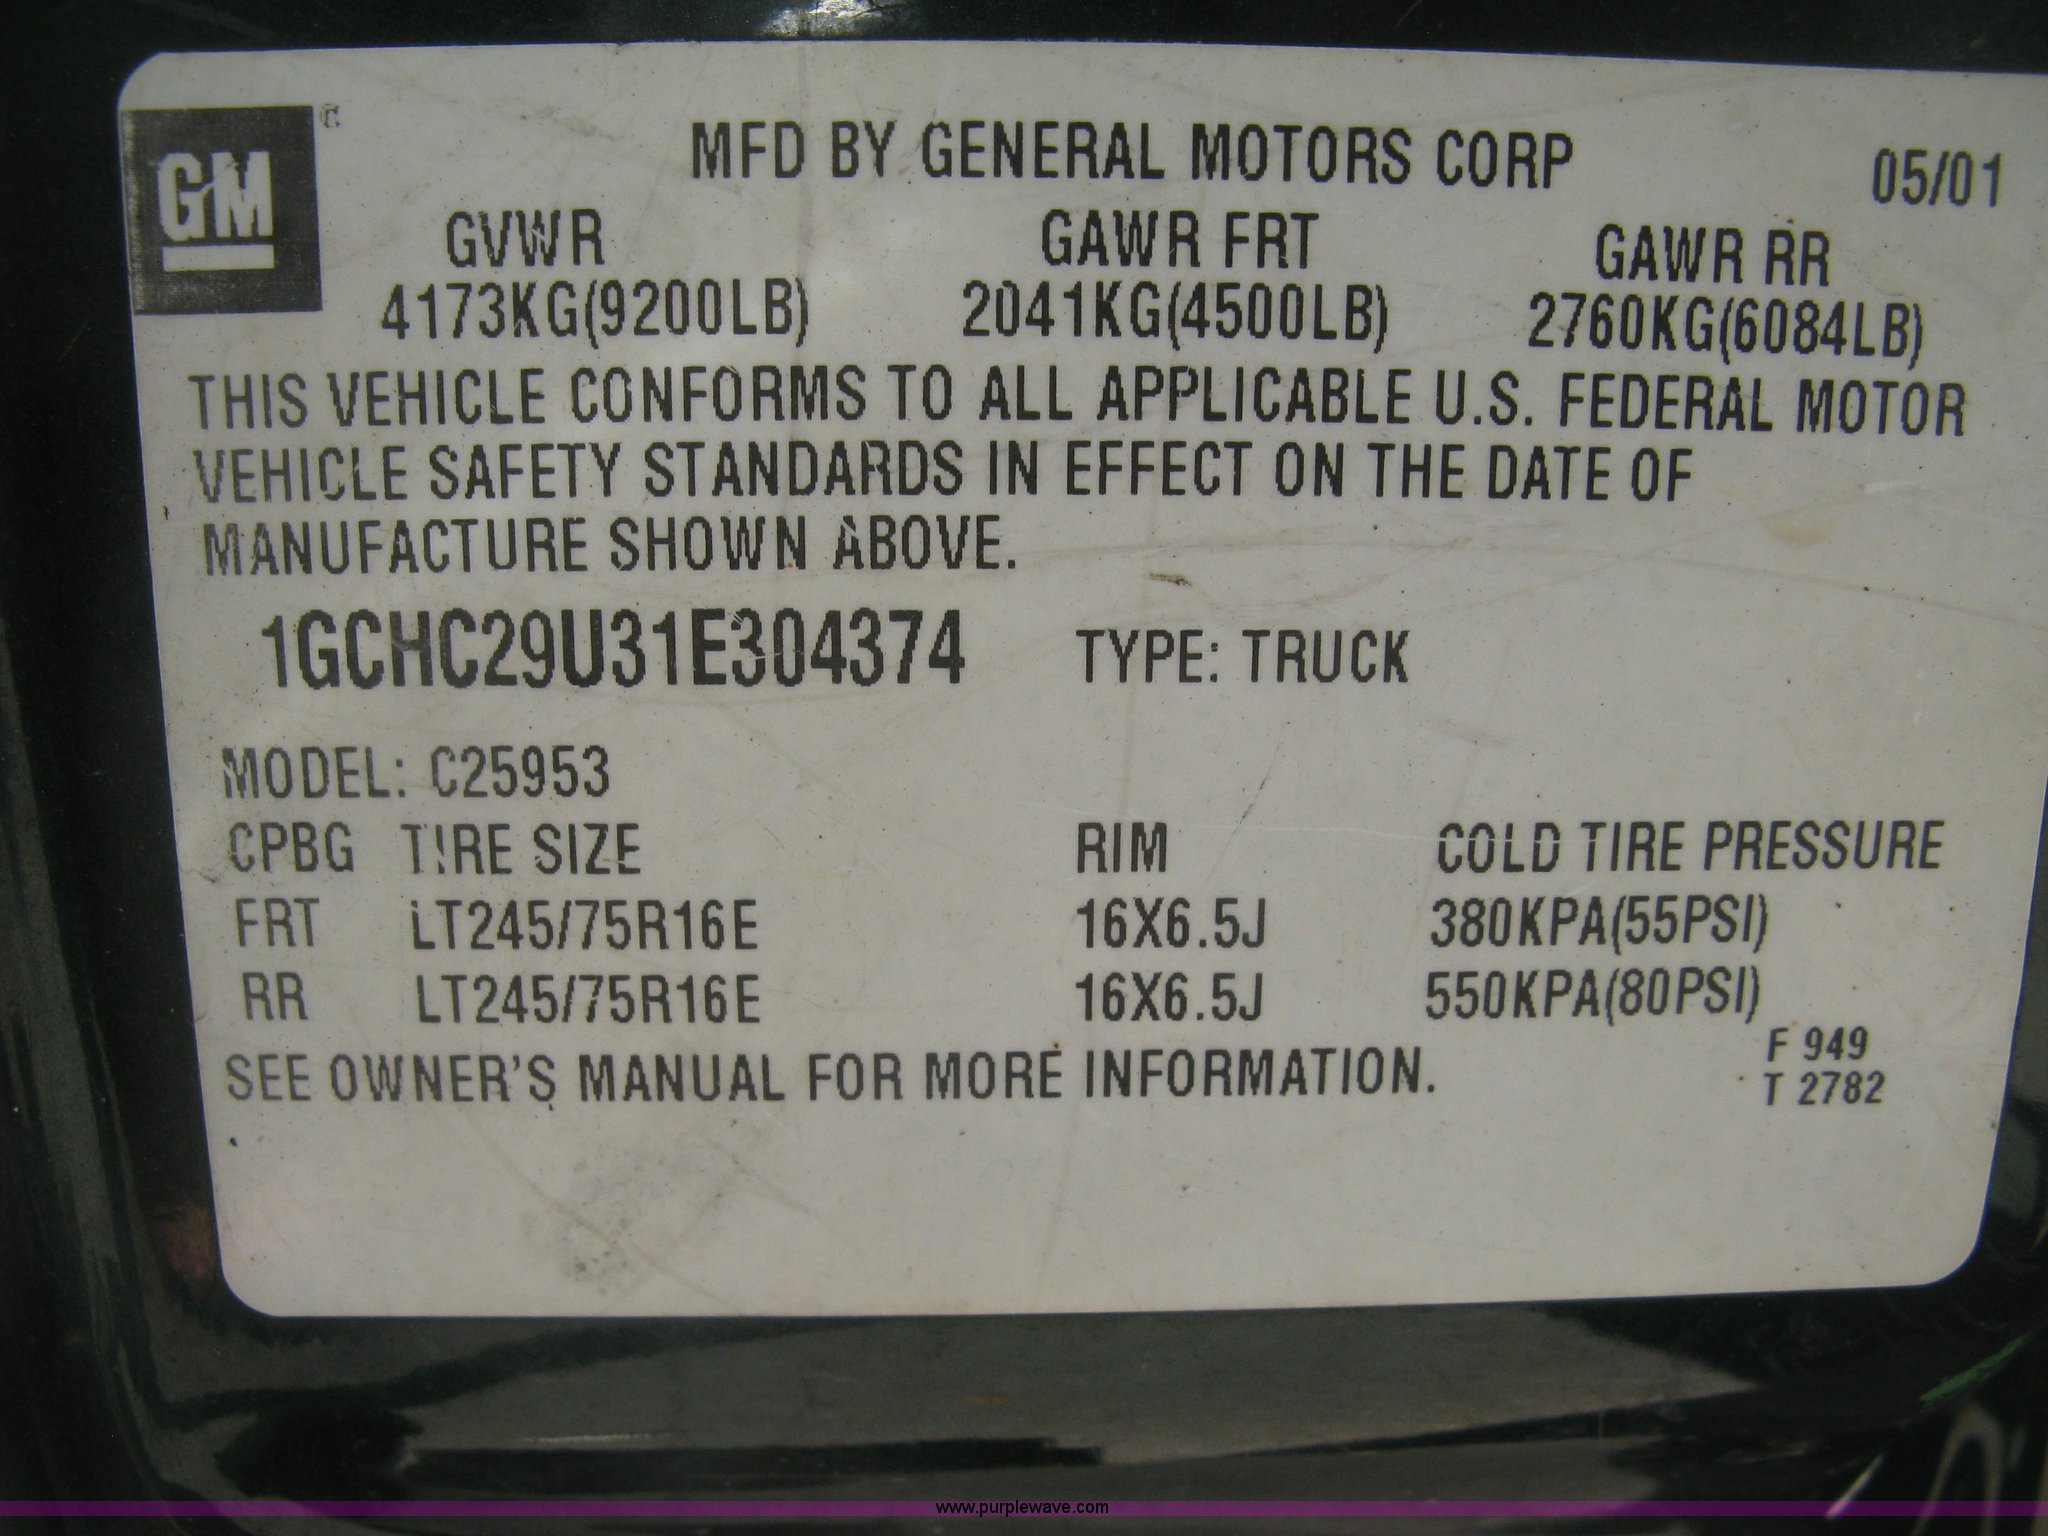 GM
MFD BY GENERAL MOTORS CORP 05/01
GVWR GAWR FRT GAWR RR
4173KG(9200LB) 2041KG(4500LB) 2760KG(6084LB)
THIS VEHICLE CONFORMS TO ALL APPLICABLE U.S. FEDERAL MOTOR
VEHICLE SAFETY STANDARDS IN EFFECT ON THE DATE OF
MANUFACTURE SHOWN ABOVE.
1GCHC29U31E304374 TYPE: TRUCK
MODEL: C25953
CPBG TIRE SIZE RIM COLD TIRE PRESSURE
FRT LT245/75R16E 16X6.5J 380KPA(55PSI)
RR LT245/75R16E 16X6.5J 550KPA(80PSI)
SEE OWNER'S MANUAL FOR MORE INFORMATION.
F 949
T 2782
www.purplewave.com